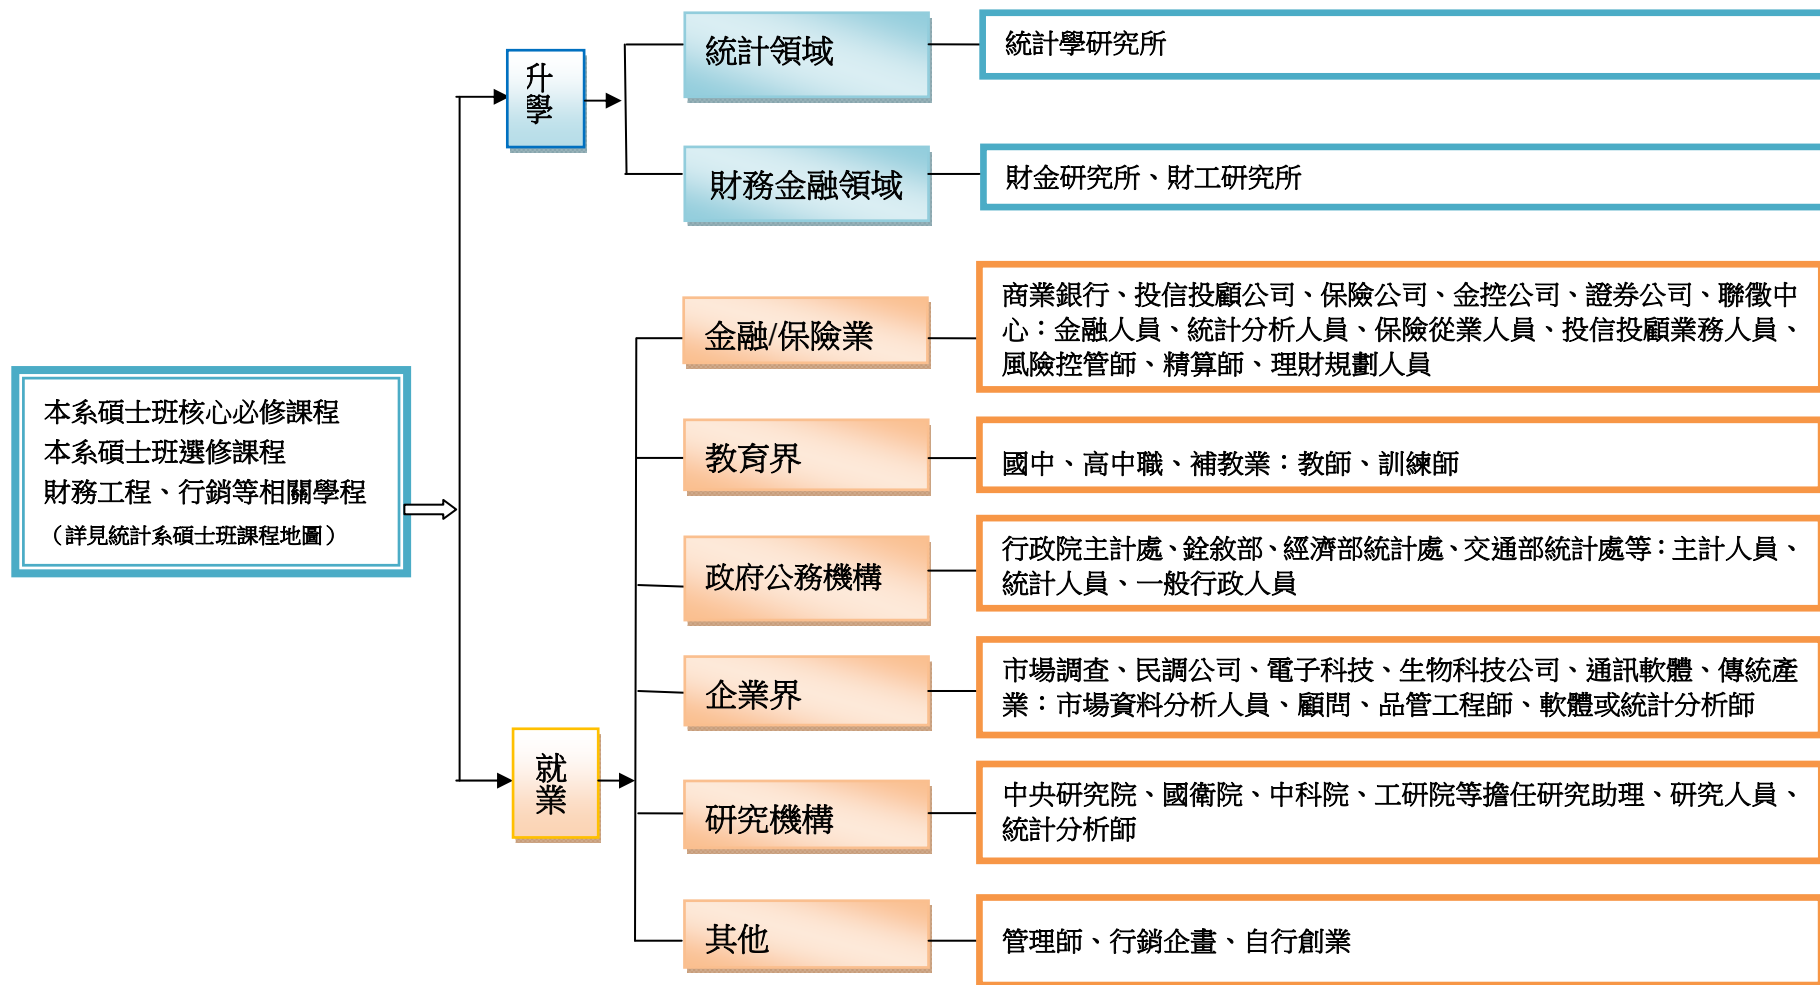 本系碩士班核心必修課程
本系碩士班選修課程
財務工程、行銷等相關學程
（詳見統計系碩士班課程地圖）
升
學
統計領域
統計學研究所
財務金融領域
財金研究所、財工研究所
就
業
金融/保險業
商業銀行、投信投顧公司、保險公司、金控公司、證券公司、聯徵中
心：金融人員、統計分析人員、保險從業人員、投信投顧業務人員、
風險控管師、精算師、理財規劃人員
教育界
國中、高中職、補教業：教師、訓練師
政府公務機構
行政院主計處、銓敘部、經濟部統計處、交通部統計處等：主計人員、
統計人員、一般行政人員
企業界
市場調查、民調公司、電子科技、生物科技公司、通訊軟體、傳統產
業：市場資料分析人員、顧問、品管工程師、軟體或統計分析師
研究機構
中央研究院、國衛院、中科院、工研院等擔任研究助理、研究人員、
統計分析師
其他
管理師、行銷企畫、自行創業